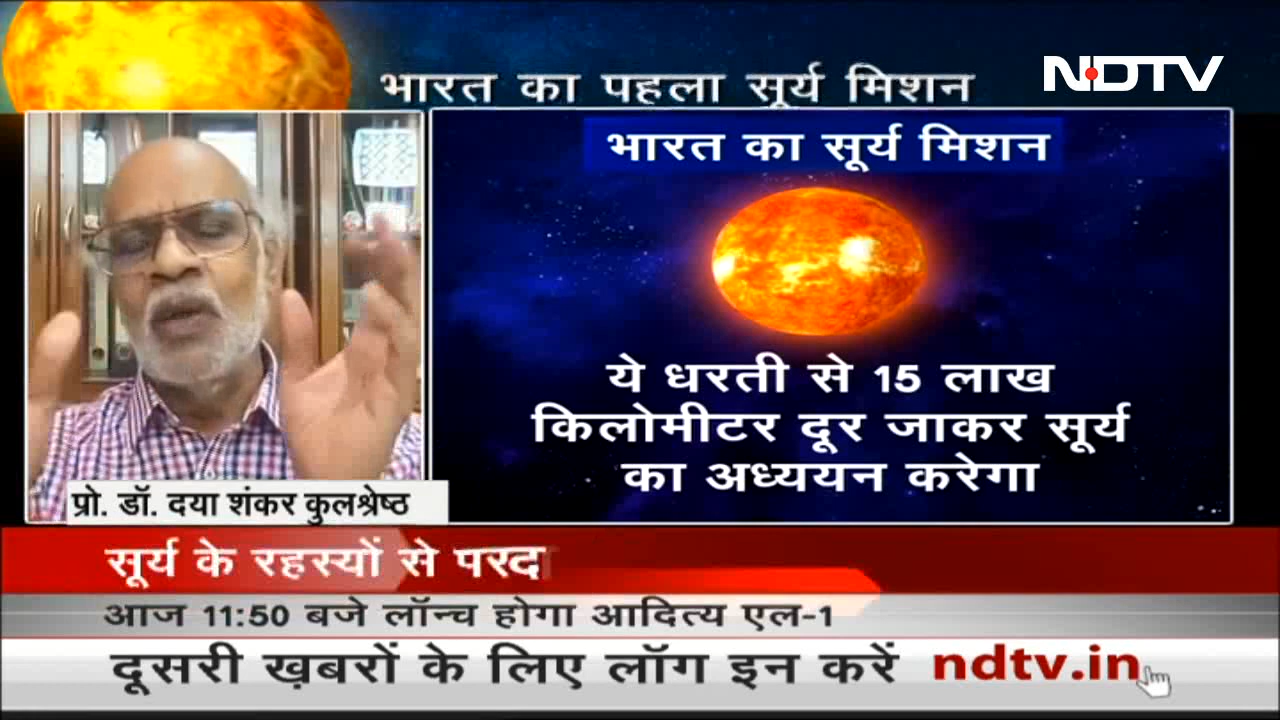 भारत का पहला सूर्य मिशन
NDTV
भारत का सूर्य मिशन
ये धरती से 15 लाख
किलोमीटर दूर जाकर सूर्य
का अध्ययन करेगा
प्रो. डॉ. दया शंकर कुलश्रेष्ठ
सूर्य के रहस्यों से परद
आज 11:50 बजे लॉन्च होगा आदित्य एल-1
दूसरी ख़बरों के लिए लॉग इन करें ndtv.in